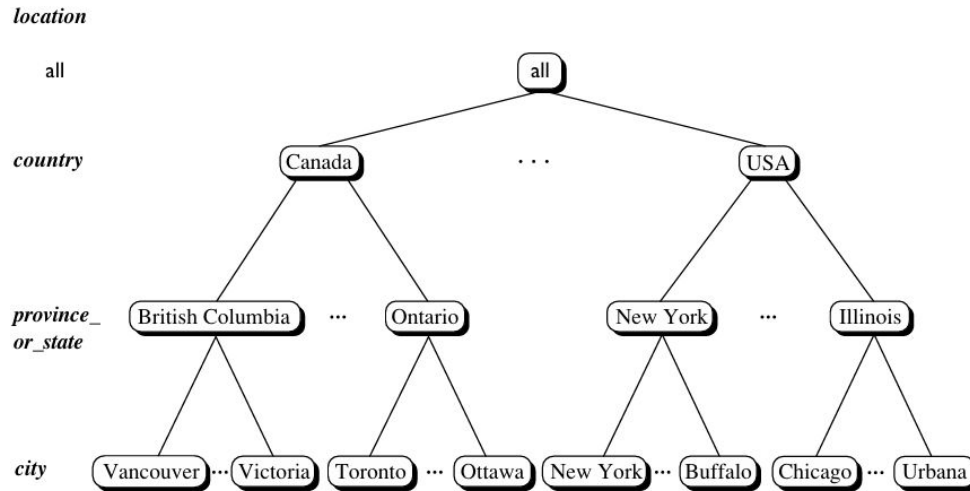 location
all all
country Canada ... USA
province_ British Columbia ... Ontario New York ... Illinois
or_state
city Vancouver ... Victoria Toronto ... Ottawa New York ... Buffalo Chicago ... Urbana